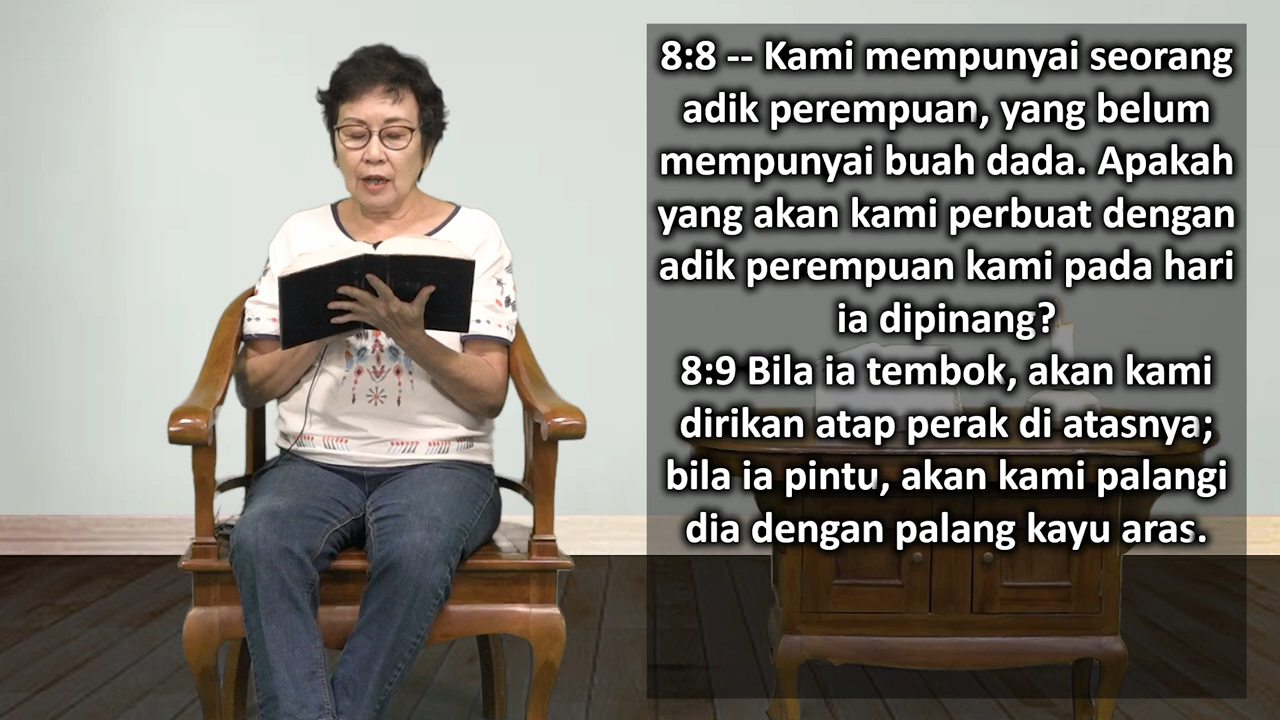 8:8 -- Kami mempunyai seorang
adik perempuan, yang belum
mempunyai buah dada. Apakah
yang akan kami perbuat dengan
adik perempuan kami pada hari
ia dipinang?
8:9 Bila ia tembok, akan kami
dirikan atap perak di atasnya;
bila ia pintu, akan kami palangi
dia dengan palang kayu aras.